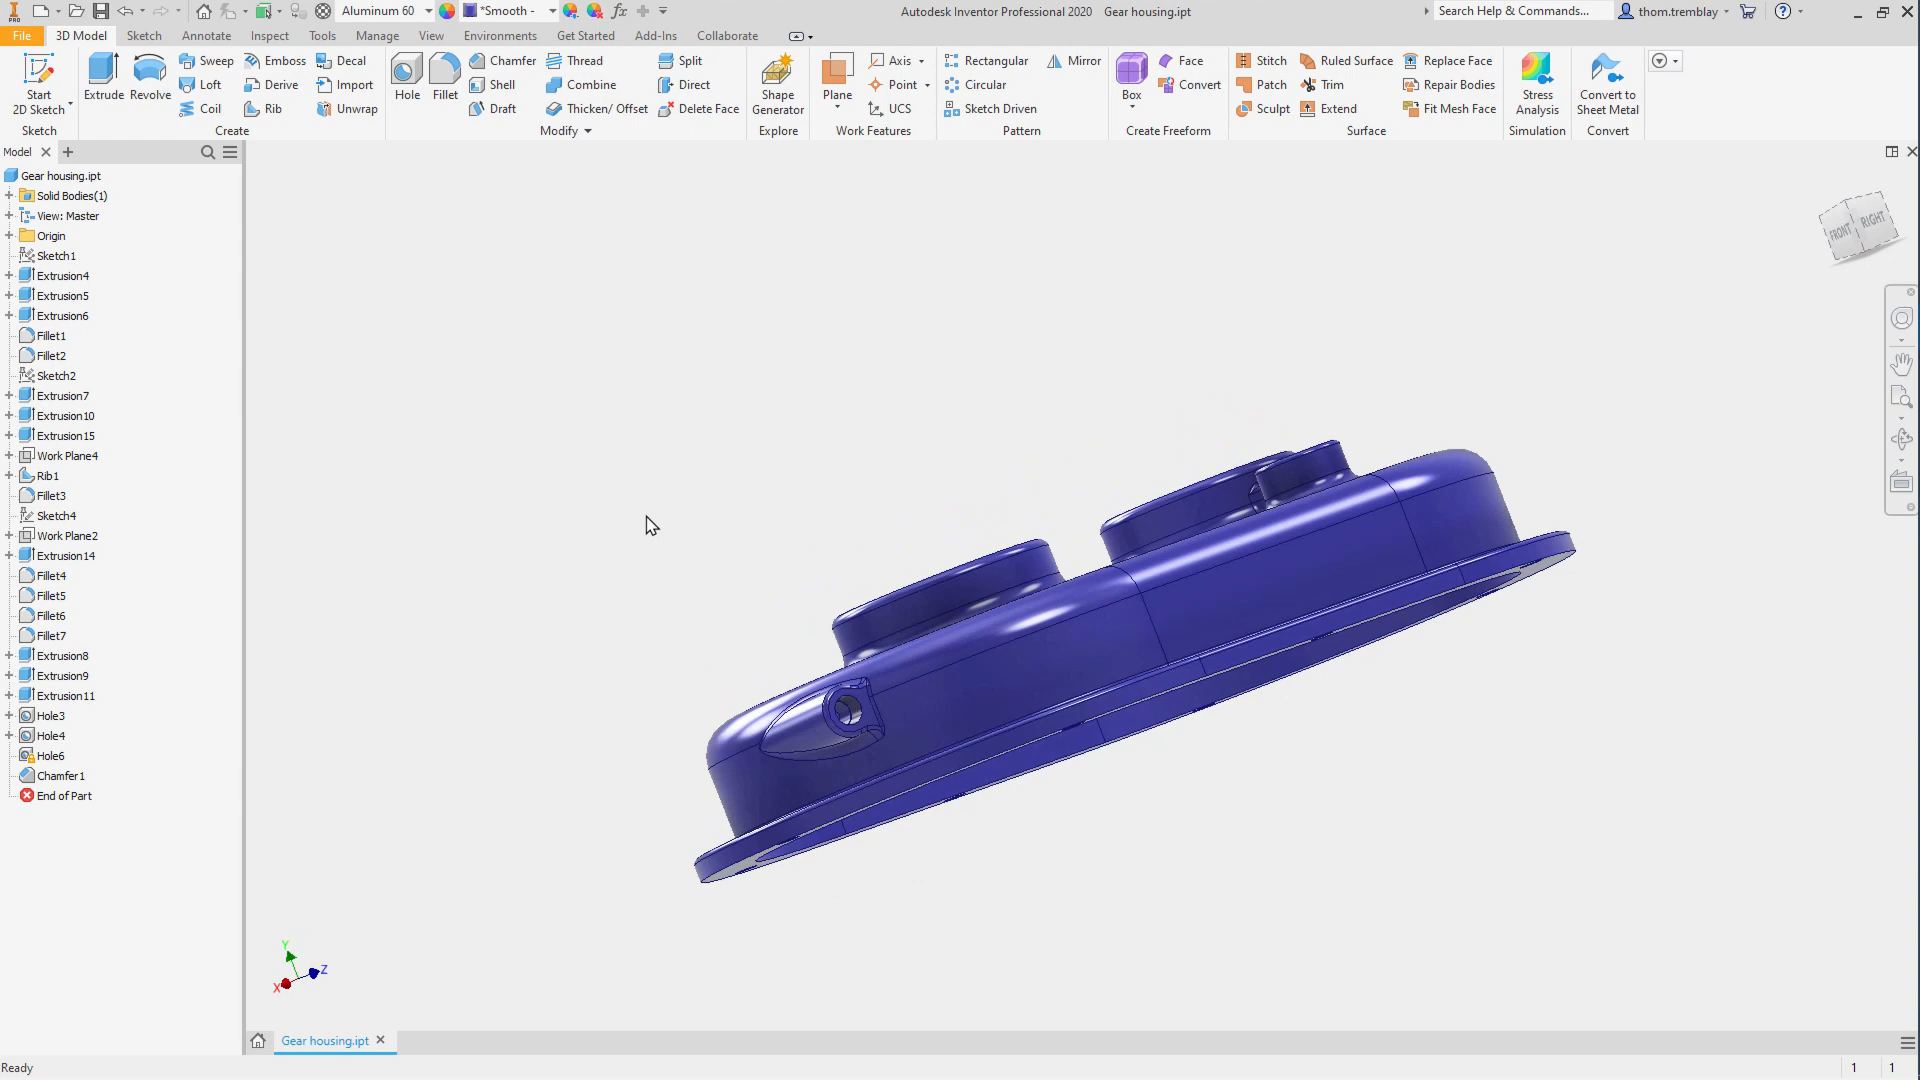 PRO
Aluminum 60
*Smooth -
fx
Autodesk Inventor Professional 2020 Gear housing.ipt
Search Help & Commands...
thom.tremblay
File 3D Model Sketch Annotate Inspect Tools Manage View Environments Get Started Add-Ins Collaborate
Start
2D Sketch
Sketch
Extrude
Revolve
Sweep
Loft
Coil
Emboss
Derive
Rib
Decal
Import
Unwrap
Create
Hole
Fillet
Chamfer
Shell
Draft
Thread
Combine
Thicken/ Offset
Split
Direct
Delete Face
Modify
Shape
Generator
Explore
Plane
Axis
Point
UCS
Work Features
Rectangular
Circular
Sketch Driven
Mirror
Pattern
Box
Face
Convert
Create Freeform
Stitch
Patch
Sculpt
Ruled Surface
Trim
Extend
Replace Face
Repair Bodies
Fit Mesh Face
Surface
Stress
Analysis
Simulation
Convert to
Sheet Metal
Convert
Model
Gear housing.ipt
Solid Bodies(1)
View: Master
Origin
Sketch1
Extrusion4
Extrusion5
Extrusion6
Fillet1
Fillet2
Sketch2
Extrusion7
Extrusion10
Extrusion15
Work Plane4
Rib1
Fillet3
Sketch4
Work Plane2
Extrusion14
Fillet4
Fillet5
Fillet6
Fillet7
Extrusion8
Extrusion9
Extrusion11
Hole3
Hole4
Hole6
Chamfer1
End of Part
FRONT
RIGHT
Y
Z
X
Gear housing.ipt
Ready
1 1